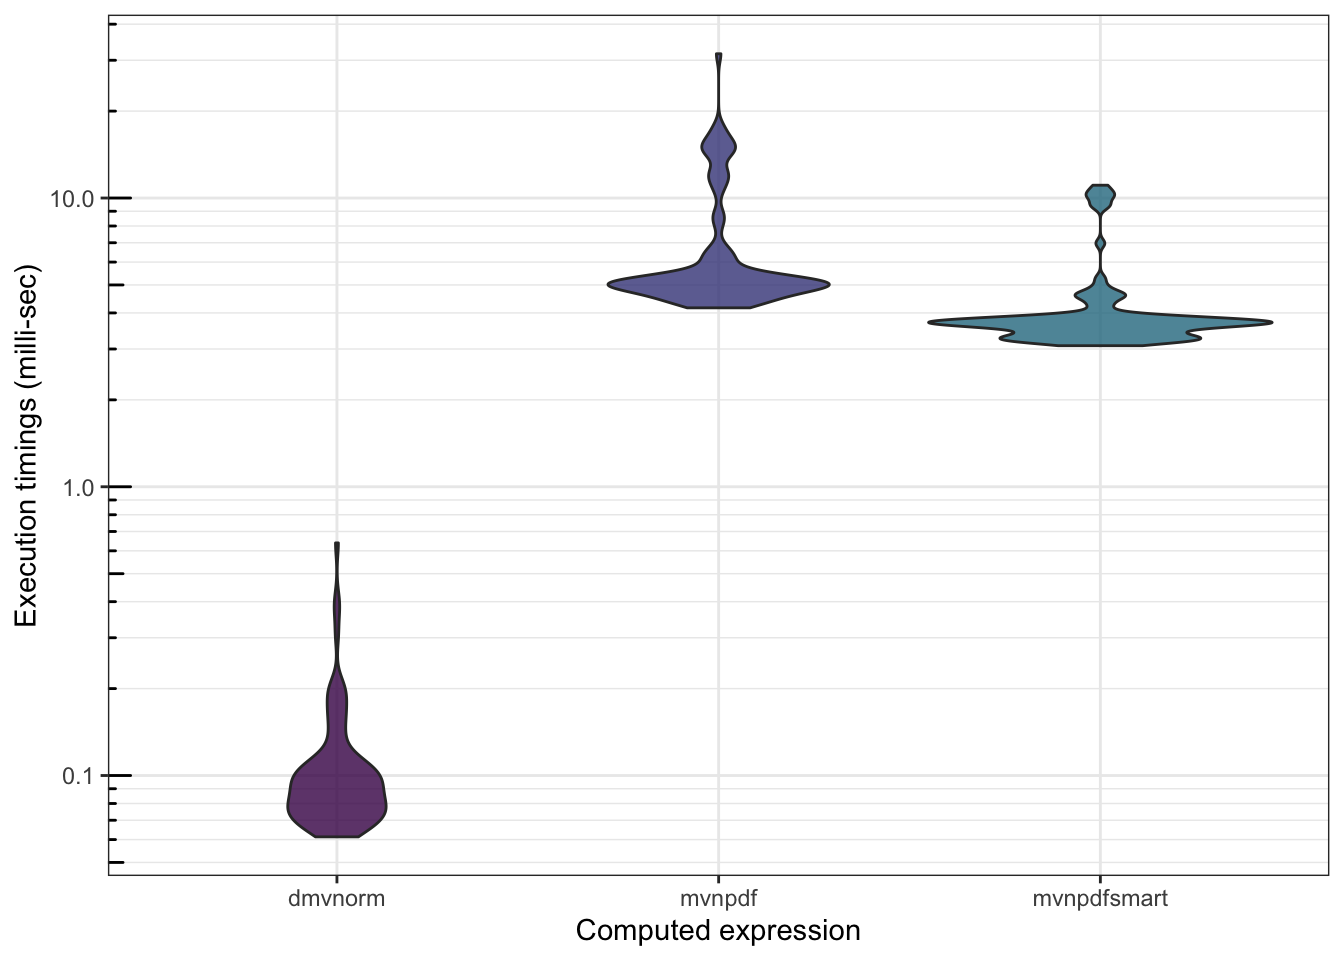 Execution timings (milli-sec)
10.0
1.0
0.1
dmvnorm
mvnpdf
mvnpdfsmart
Computed expression